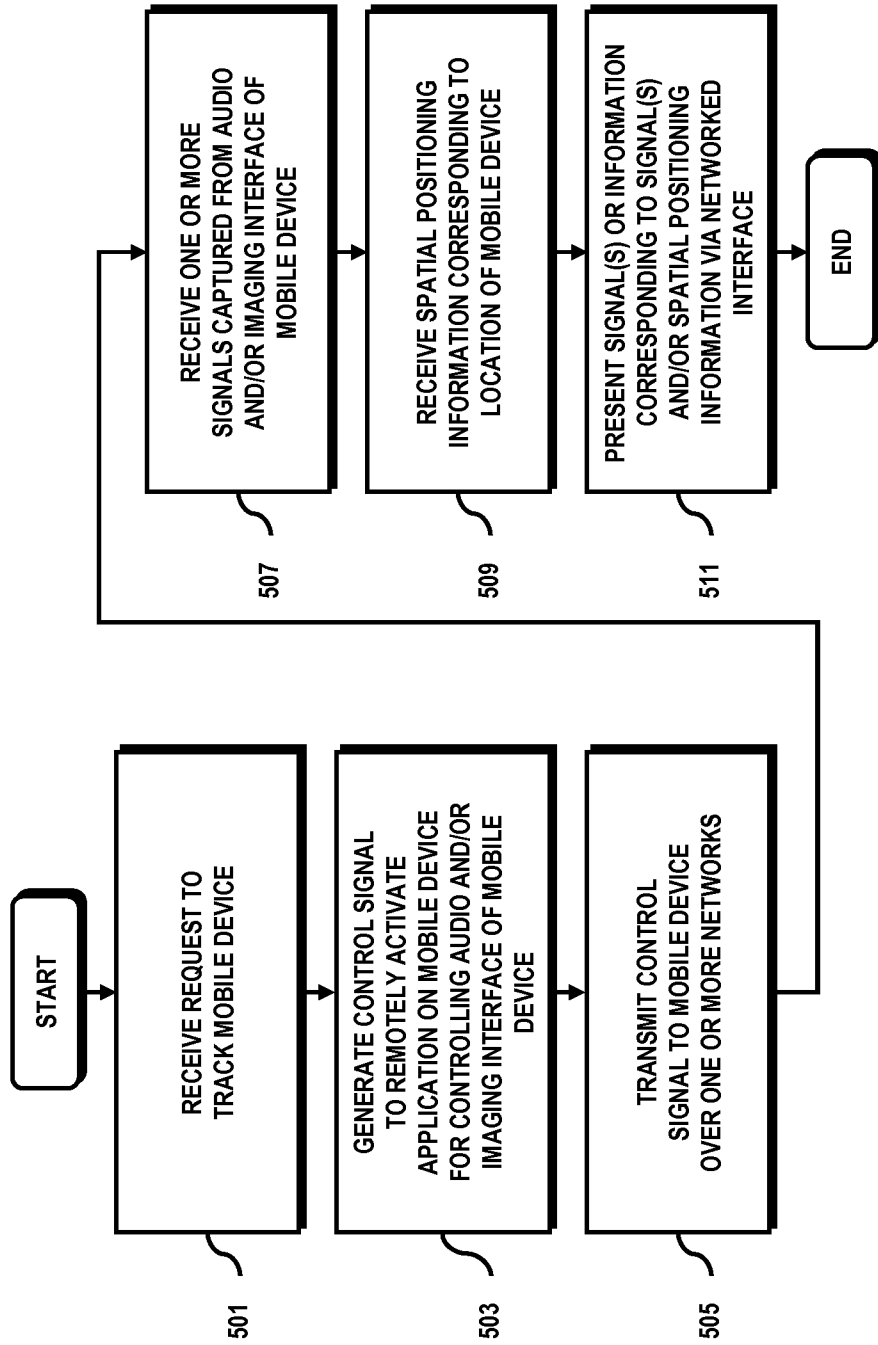 START
RECEIVE REQUEST TO
TRACK MOBILE DEVICE
501
GENERATE CONTROL SIGNAL
TO REMOTELY ACTIVATE
APPLICATION ON MOBILE DEVICE
FOR CONTROLLING AUDIO AND/OR
IMAGING INTERFACE OF MOBILE
DEVICE
503
TRANSMIT CONTROL
SIGNAL TO MOBILE DEVICE
OVER ONE OR MORE NETWORKS
505
RECEIVE ONE OR MORE
SIGNALS CAPTURED FROM AUDIO
AND/OR IMAGING INTERFACE OF
MOBILE DEVICE
507
RECEIVE SPATIAL POSITIONING
INFORMATION CORRESPONDING TO
LOCATION OF MOBILE DEVICE
509
PRESENT SIGNAL(S) OR INFORMATION
CORRESPONDING TO SIGNAL(S)
AND/OR SPATIAL POSITIONING
INFORMATION VIA NETWORKED
INTERFACE
511
END